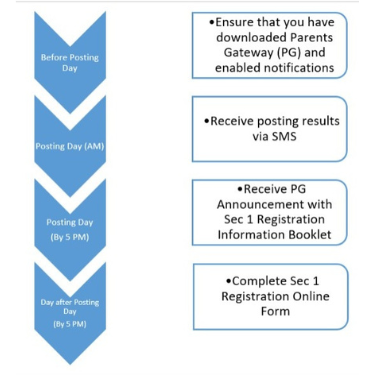 Before Posting
Day
•Ensure that you have
downloaded Parents
Gateway (PG) and
enabled notifications
Posting Day (AM)
•Receive posting results
via SMS
Posting Day
(By 5 PM)
•Receive PG
Announcement with
Sec 1 Registration
Information Booklet
Day after Posting
Day
(By 5 PM)
•Complete Sec 1
Registration Online
Form